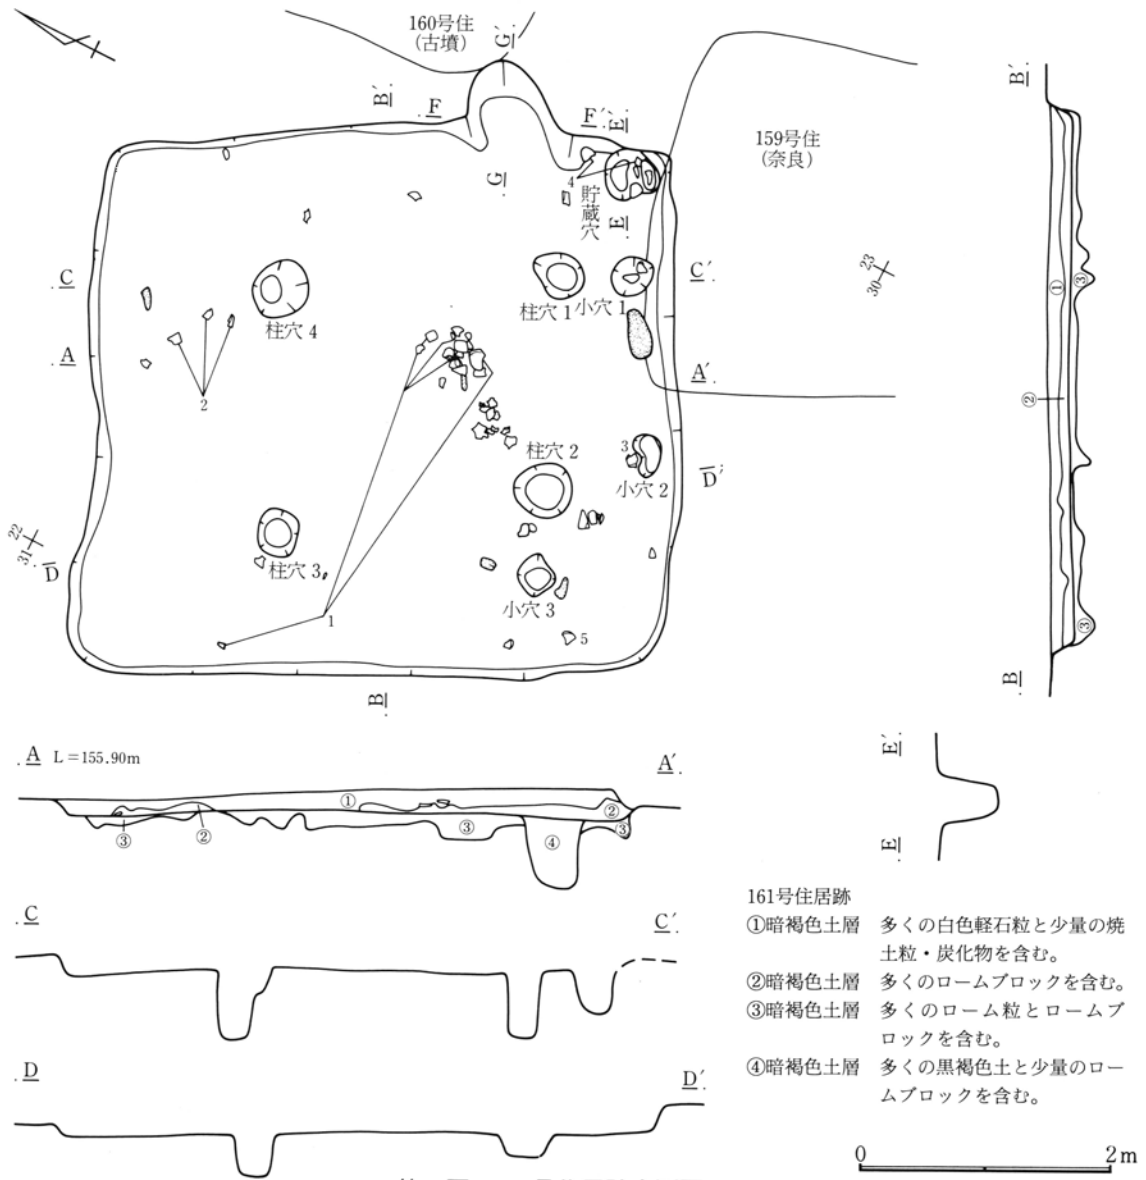 160号住
(古墳)
G′
B′
F
F′
E′
159号住
(奈良)
G
4
貯蔵穴
E
C
C′
柱穴 4
柱穴 1
小穴 1
23
30
A
A′
2
3
柱穴 2
小穴 2
D′
22
31
D
柱穴 3
小穴 3
1
5
B
B′
①
③
②
③
B
A L＝155.90m
A′
①
②
③
②
③
④
③
E′
E
C
C′
D
D′
161号住居跡
①暗褐色土層 多くの白色軽石粒と少量の焼
土粒・炭化物を含む。
②暗褐色土層 多くのロームブロックを含む。
③暗褐色土層 多くのローム粒とロームブ
ロックを含む。
④暗褐色土層 多くの黒褐色土と少量のロー
ムブロックを含む。
0 2m